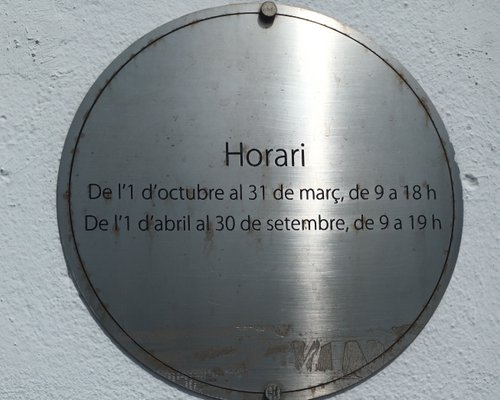 Horari
De l'1 d'octubre al 31 de març, de 9 a 18 h
De l'1 d'abril al 30 de setembre, de 9 a 19 h